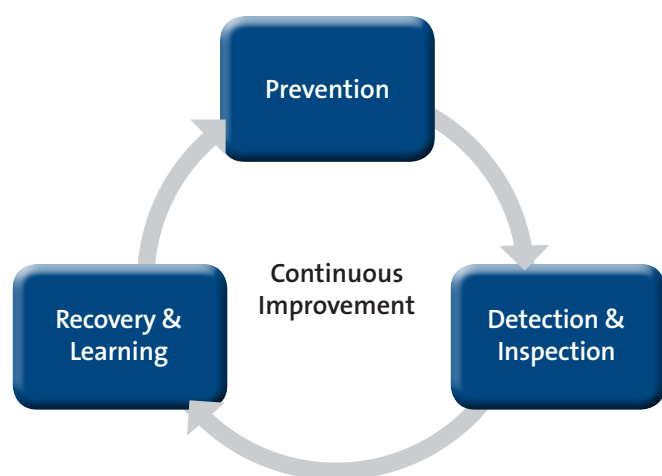 Prevention
Continuous
Improvement
Recovery &
Learning
Detection &
Inspection